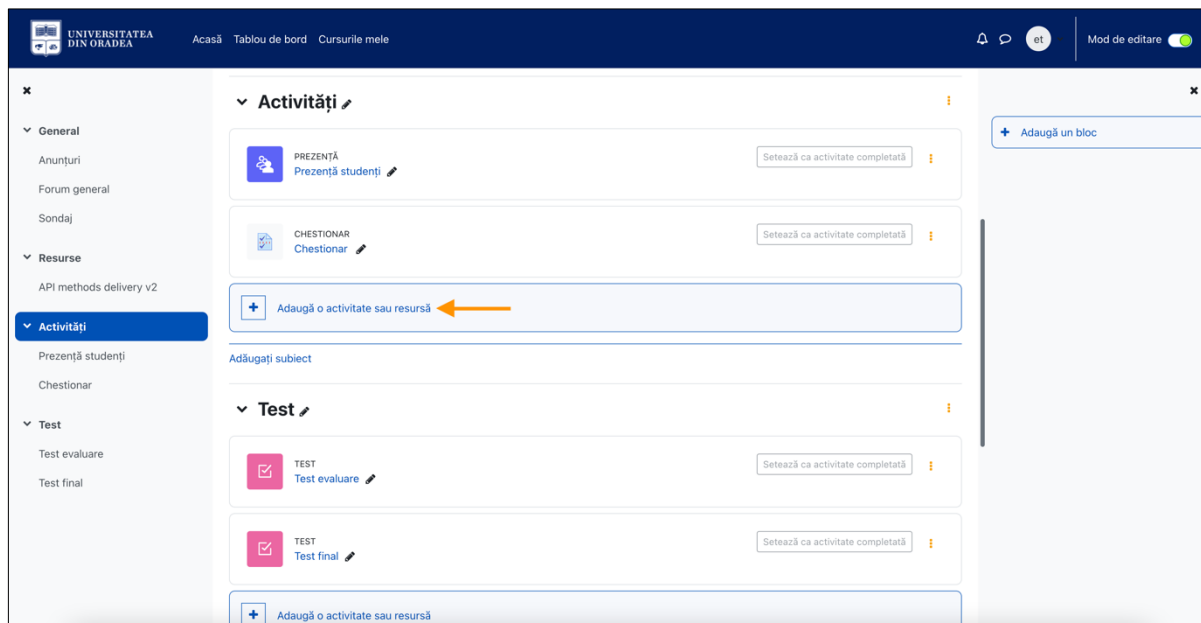 UNIVERSITATEA
DIN ORADEA
Acasă Tablou de bord Cursurile mele
et
Mod de editare
General
Anunțuri
Forum general
Sondaj
Resurse
API methods delivery v2
Activități
Prezență studenți
Chestionar
Test
Test evaluare
Test final
Activități
PREZENȚĂ
Prezență studenți
Setează ca activitate completată
CHESTIONAR
Chestionar
Setează ca activitate completată
Adaugă o activitate sau resursă
Adăugați subiect
Test
TEST
Test evaluare
Setează ca activitate completată
TEST
Test final
Setează ca activitate completată
Adaugă o activitate sau resursă
Adaugă un bloc